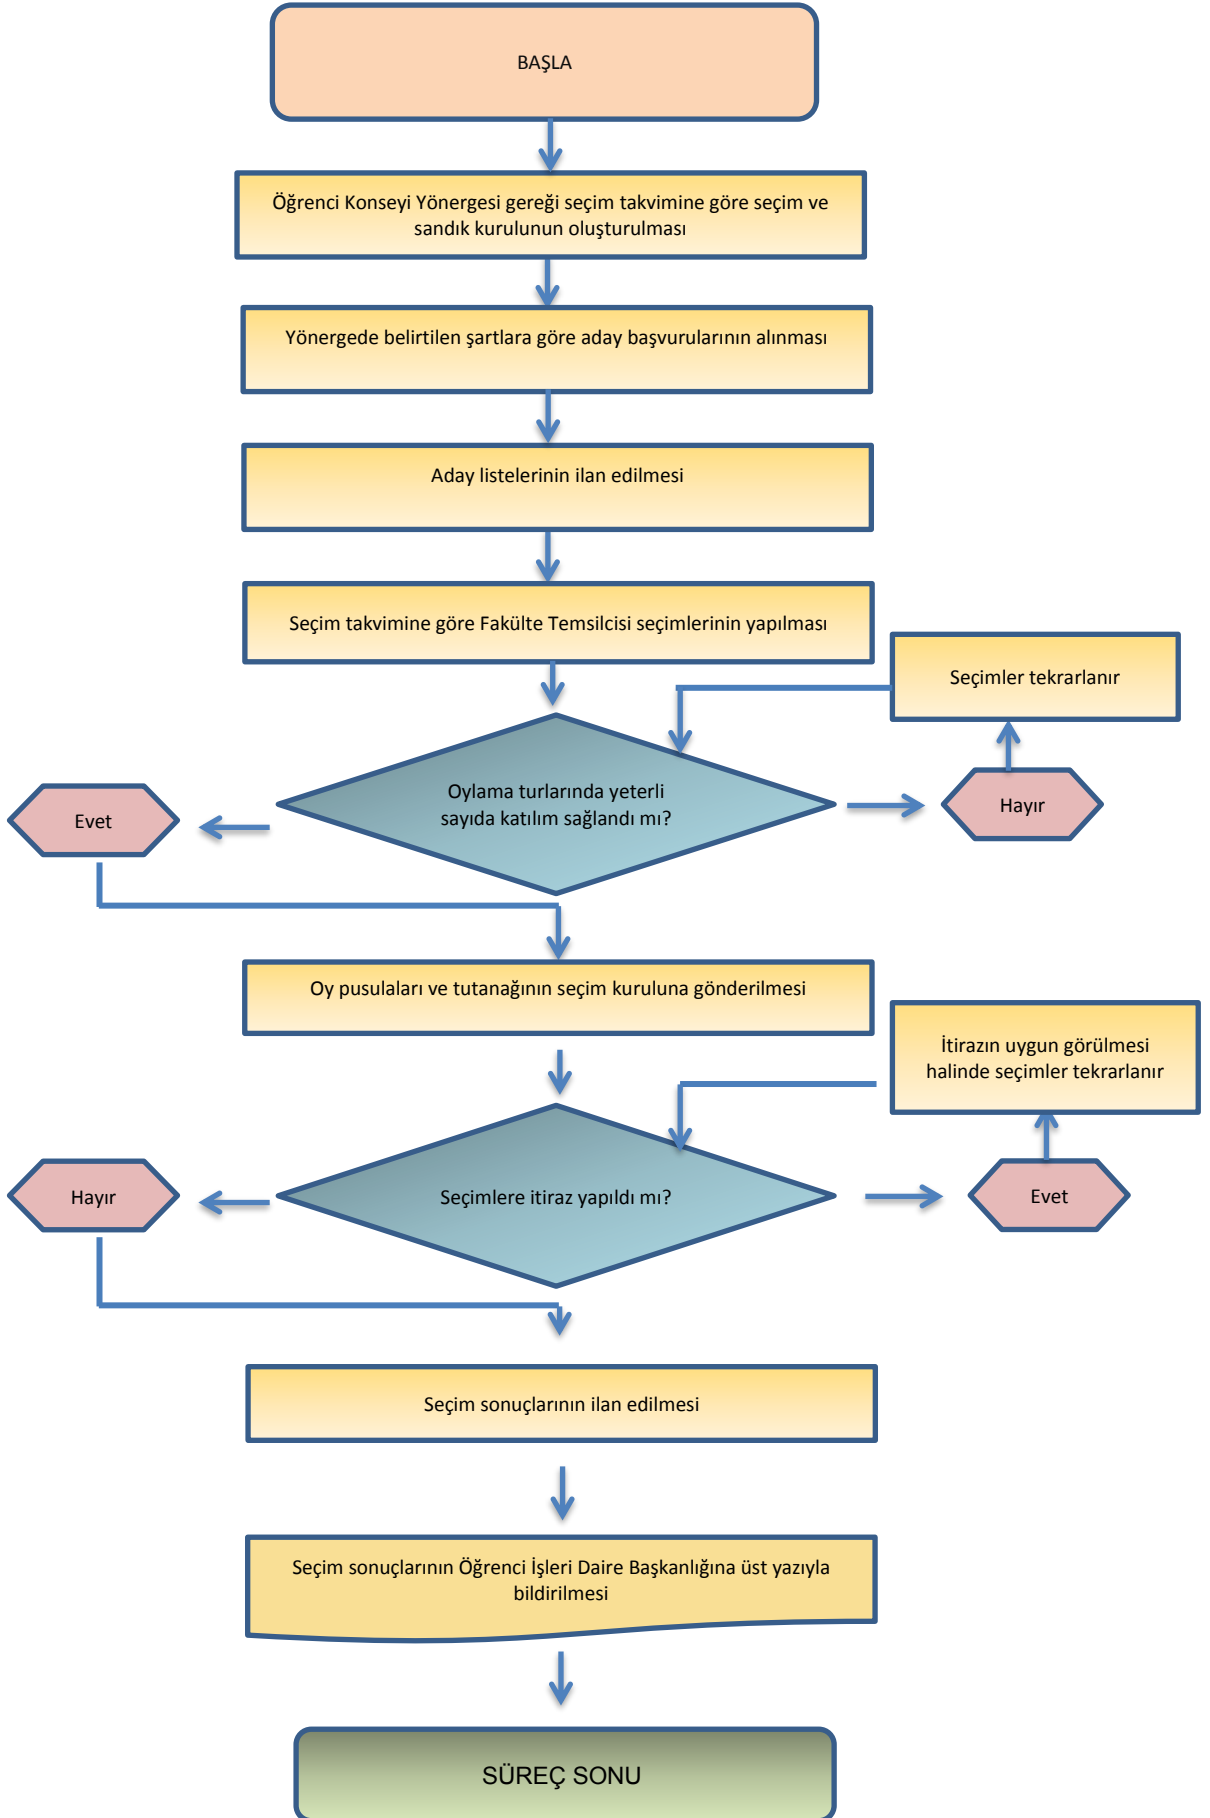 BAŞLA
Öğrenci Konseyi Yönergesi gereği seçim takvimine göre seçim ve
sandık kurulunun oluşturulması
Yönergede belirtilen şartlara göre aday başvurularının alınması
Aday listelerinin ilan edilmesi
Seçim takvimine göre Fakülte Temsilcisi seçimlerinin yapılması
Seçimler tekrarlanır
Oylama turlarında yeterli
sayıda katılım sağlandı mı?
Evet
Hayır
Oy pusulaları ve tutanağının seçim kuruluna gönderilmesi
İtirazın uygun görülmesi
halinde seçimler tekrarlanır
Hayır
Seçimlere itiraz yapıldı mı?
Evet
Seçim sonuçlarının ilan edilmesi
Seçim sonuçlarının Öğrenci İşleri Daire Başkanlığına üst yazıyla
bildirilmesi
SÜREÇ SONU